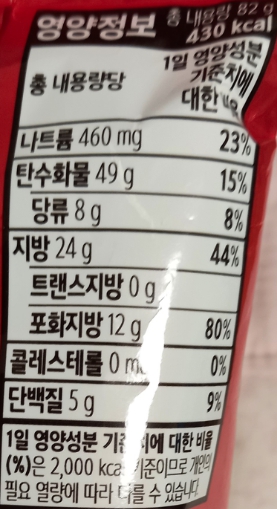 영양정보 총 내용량 82 g
430 kcal
총 내용량당 1일 영양성분
기준치에
대한 비율
나트륨 460 mg 23%
탄수화물 49 g 15%
당류 8 g 8%
지방 24 g 44%
트랜스지방 0 g
포화지방 12 g 80%
콜레스테롤 0 mg 0%
단백질 5 g 9%
1일 영양성분 기준치에 대한 비율
(%)은 2,000 kcal 기준이므로 개인의
필요 열량에 따라 다를 수 있습니다.